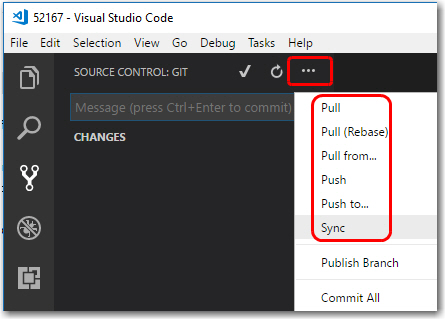 52167 - Visual Studio Code
File Edit Selection View Go Debug Tasks Help
SOURCE CONTROL: GIT
Message (press Ctrl+Enter to commit)
CHANGES
Pull
Pull (Rebase)
Pull from...
Push
Push to...
Sync
Publish Branch
Commit All